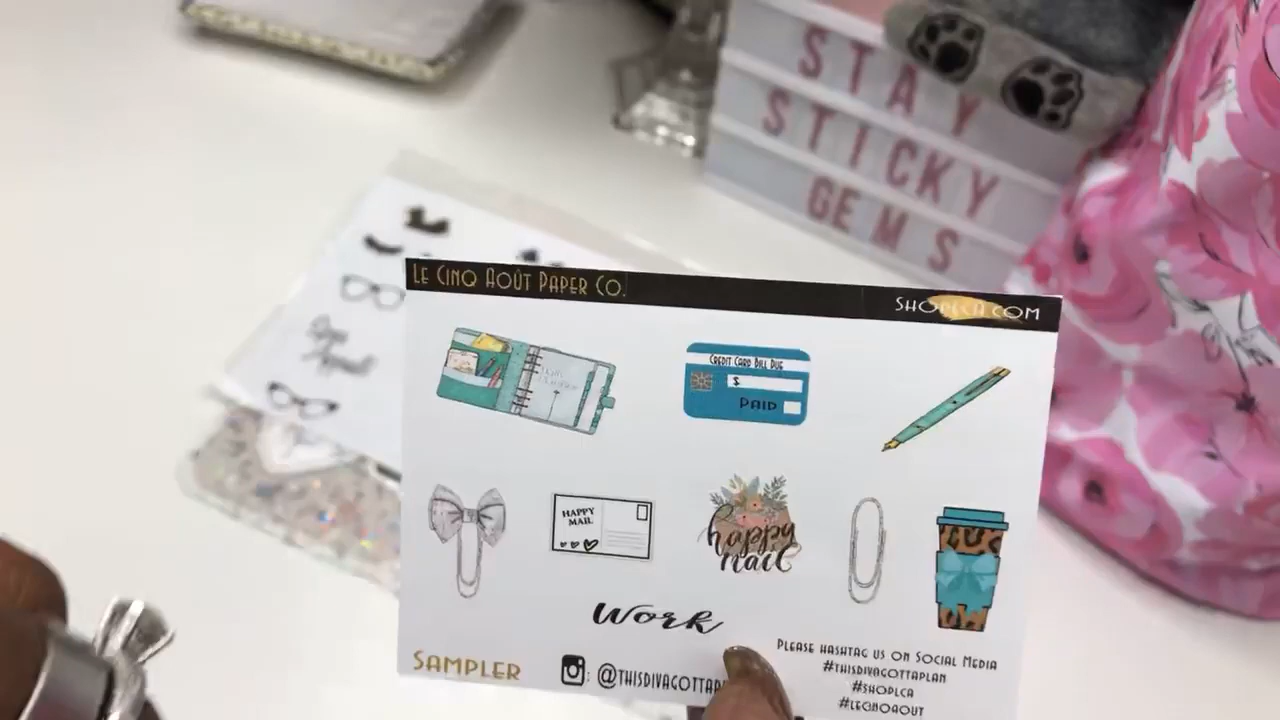 STAY
STICKY
GEMS
LE CINQ AOÛT PAPER CO.
SHOPLCA.COM
CREDIT CARD BILL DUE
$
PAID
HAPPY
MAIL
happy
mail
Work
SAMPLER
: @THISDIVAGOTTAP
PLEASE HASHTAG US ON SOCIAL MEDIA
#THISDIVAGOTTAPLAN
#SHOPLCA
#LECINQAOUT